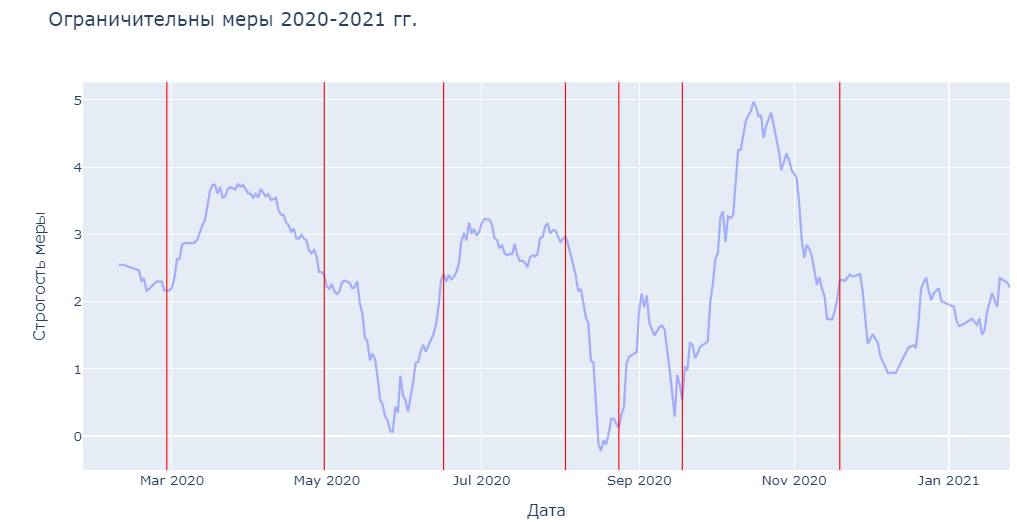 Ограничительны меры 2020-2021 гг.
5
4
3
2
1
0
Строгость меры
Mar 2020
May 2020
Jul 2020
Sep 2020
Nov 2020
Jan 2021
Дата